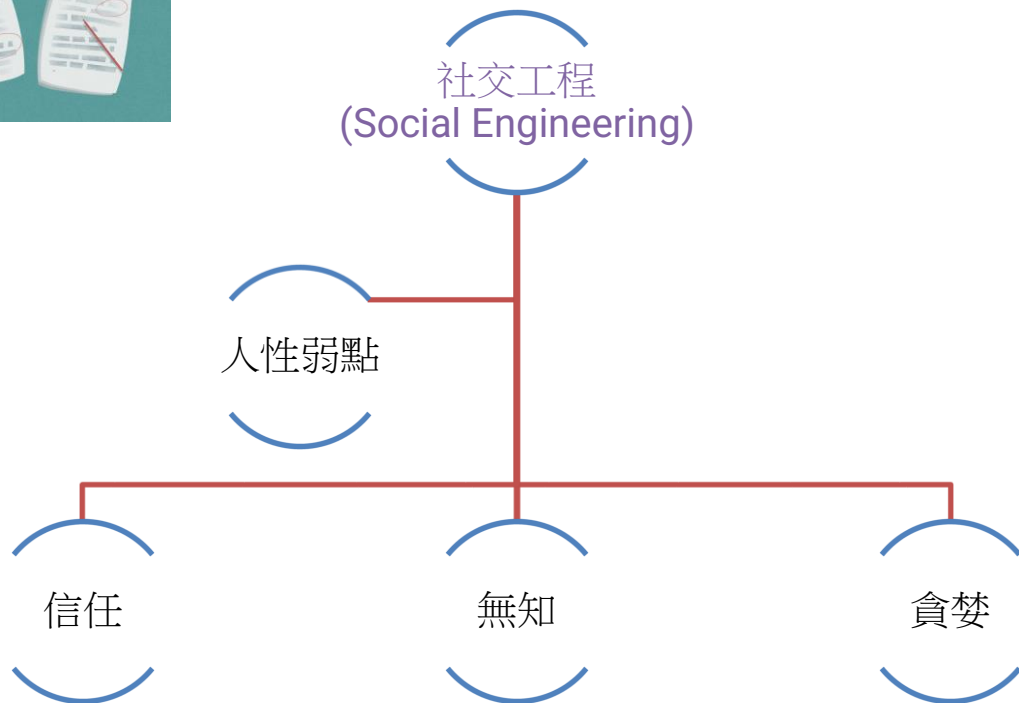 社交工程
(Social Engineering)
人性弱點
信任
無知
貪婪